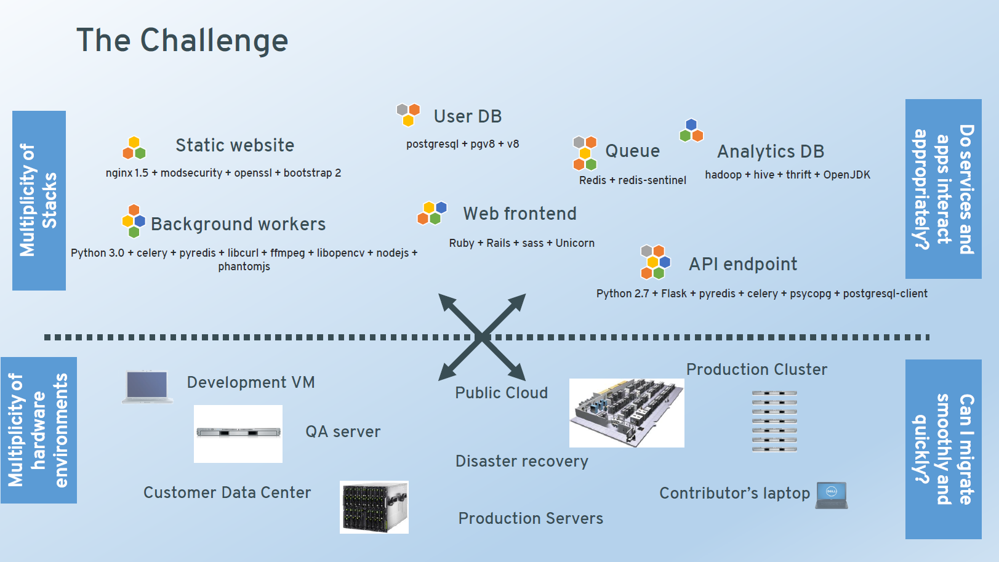 The Challenge
Multiplicity of
Stacks
Static website
nginx 1.5 + modsecurity + openssl + bootstrap 2
User DB
postgresql + pgv8 + v8
Queue
Redis + redis-sentinel
Analytics DB
hadoop + hive + thrift + OpenJDK
Background workers
Python 3.0 + celery + pyredis + libcurl + ffmpeg + libopencv + nodejs +
phantomjs
Web frontend
Ruby + Rails + sass + Unicorn
API endpoint
Python 2.7 + Flask + pyredis + celery + psycopg + postgresql-client
Do services and
apps interact
appropriately?
Multiplicity of
hardware
environments
Development VM
QA server
Customer Data Center
Public Cloud
Disaster recovery
Production Servers
Production Cluster
Contributor's laptop
DELL
Can I migrate
smoothly and
quickly?